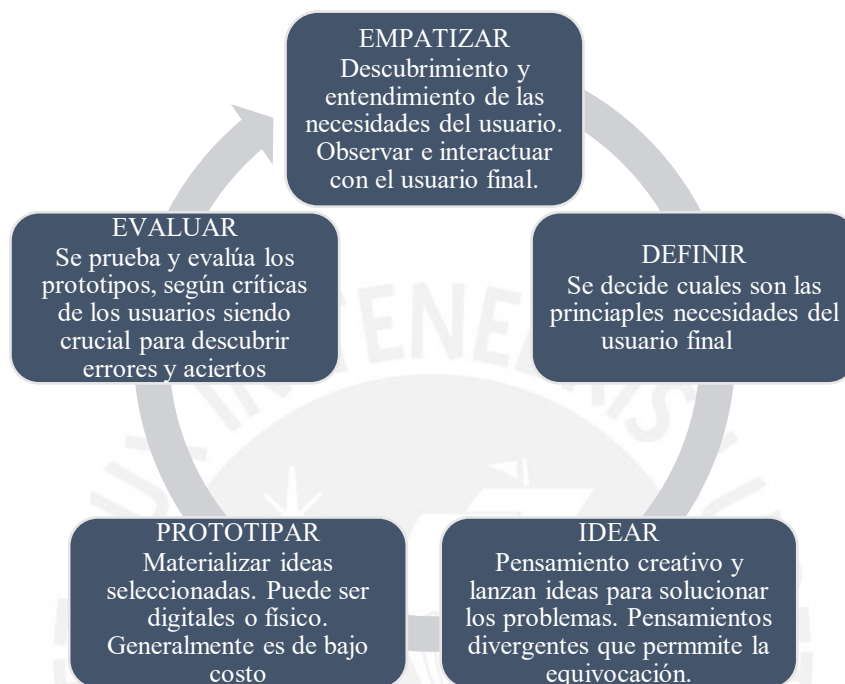 EMPATIZAR
Descubrimiento y
entendimiento de las
necesidades del usuario.
Observar e interactuar
con el usuario final.
DEFINIR
Se decide cuales son las
princiaples necesidades del
usuario final
IDEAR
Pensamiento creativo y
lanzan ideas para solucionar
los problemas. Pensamientos
divergentes que permmite la
equivocación.
PROTOTIPAR
Materializar ideas
seleccionadas. Puede ser
digitales o físico.
Generalmente es de bajo
costo
EVALUAR
Se prueba y evalúa los
prototipos, según críticas
de los usuarios siendo
crucial para descubrir
errores y aciertos